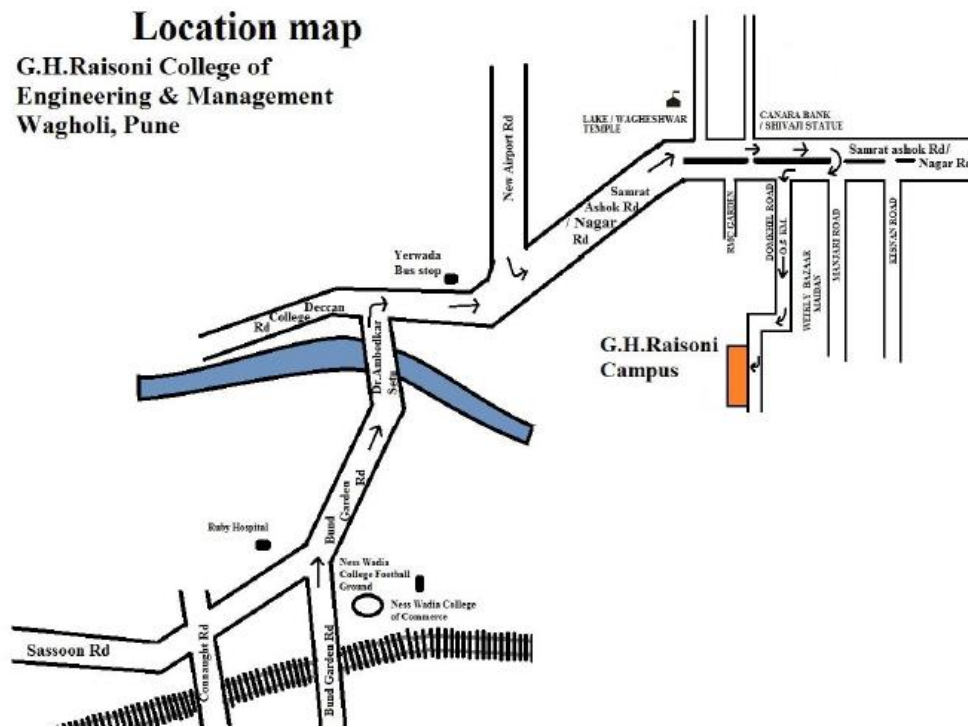 Location map
G.H.Raisoni College of
Engineering & Management
Wagholi, Pune
LAKE / WAGHESHWAR
TEMPLE
CANARA BANK
/ SHIVAJI STATUE
Samrat ashok Rd/
Nagar Rd
New Airport Rd
Samrat
Ashok Rd
/ Nagar
Rd
RMC GARDEN
DOMKHEL ROAD
O.5 KM.
WEEKLY BAZAAR
MAIDAN
MANJARI ROAD
KESNAN ROAD
Yerwada
Bus stop
Deccan
College
Rd
Dr.Ambedkar
Setu
G.H.Raisoni
Campus
Bund
Garden
Rd
Ruby Hospital
Ness Wadia
College Football
Ground
Ness Wadia College
of Commerce
Sassoon Rd
Connaught Rd
Bund Garden Rd